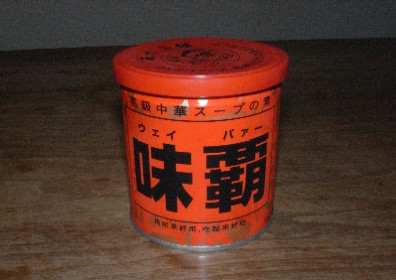 高級中華スープの素
ウェイ パァー
味覇